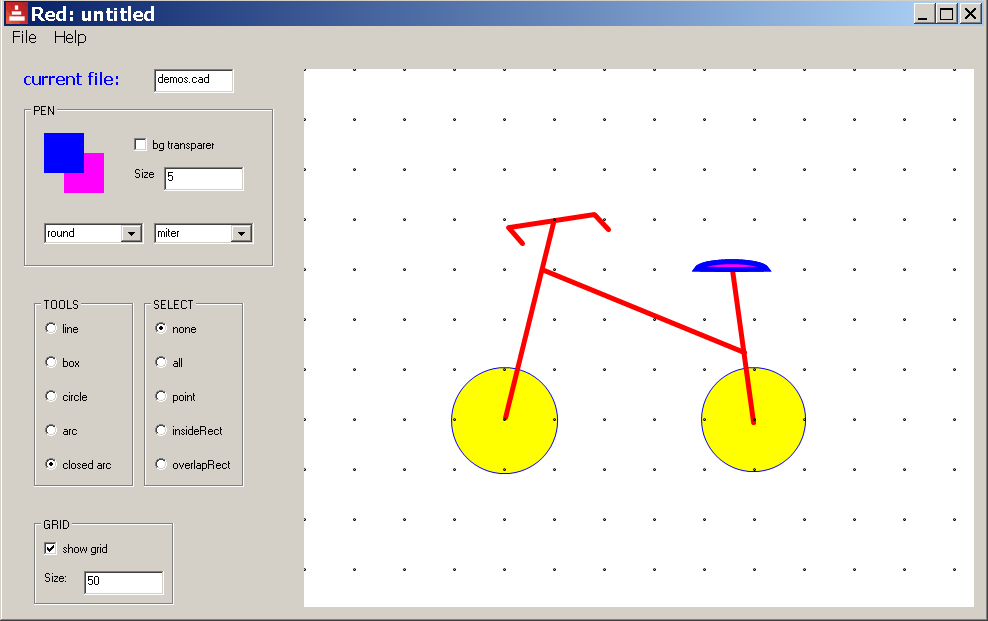 Red: untitled
File Help
current file: demos.cad
PEN
bg transparer
Size 5
round miter
TOOLS SELECT
line none
box all
circle point
arc insideRect
closed arc overlapRect
GRID
show grid
Size: 50